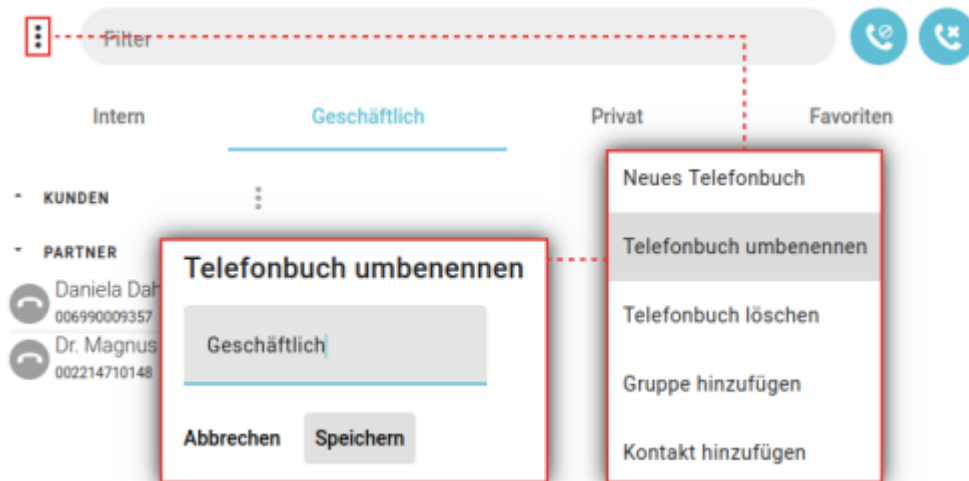 Filter
Intern Geschäftlich Privat Favoriten
KUNDEN
PARTNER
Daniela Dah
006990009357
Dr. Magnus
002214710148
Telefonbuch umbenennen
Geschäftlich
Abbrechen Speichern
Neues Telefonbuch
Telefonbuch umbenennen
Telefonbuch löschen
Gruppe hinzufügen
Kontakt hinzufügen